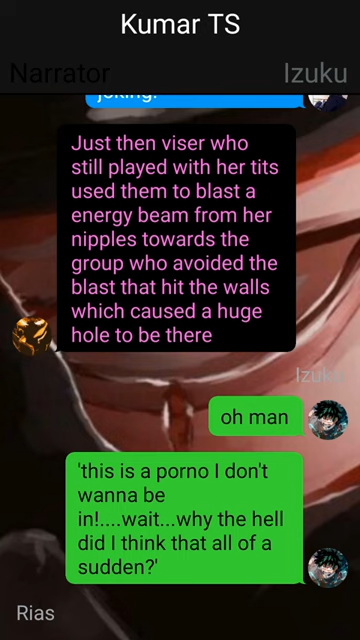 Kumar TS
Narrator
Izuku
joking!
Just then viser who
still played with her tits
used them to blast a
energy beam from her
nipples towards the
group who avoided the
blast that hit the walls
which caused a huge
hole to be there
Izuku
oh man
'this is a porno I don't
wanna be
in!....wait...why the hell
did I think that all of a
sudden?'
Rias